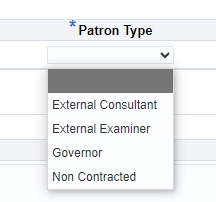 * Patron Type
External Consultant
External Examiner
Governor
Non Contracted